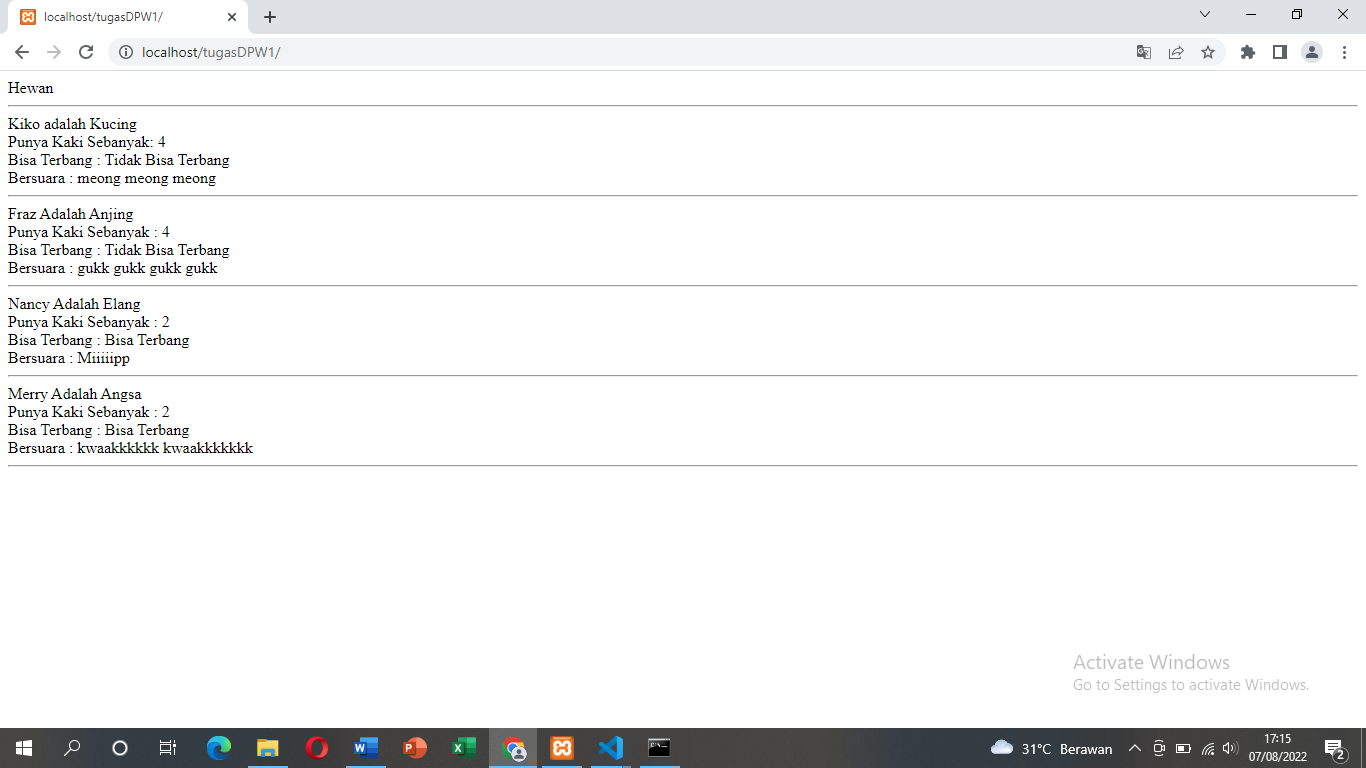 localhost/tugasDPW1/
localhost/tugasDPW1/
Hewan
Kiko adalah Kucing
Punya Kaki Sebanyak: 4
Bisa Terbang : Tidak Bisa Terbang
Bersuara : meong meong meong
Fraz Adalah Anjing
Punya Kaki Sebanyak : 4
Bisa Terbang : Tidak Bisa Terbang
Bersuara : gukk gukk gukk gukk
Nancy Adalah Elang
Punya Kaki Sebanyak : 2
Bisa Terbang : Bisa Terbang
Bersuara : Miiiiipp
Merry Adalah Angsa
Punya Kaki Sebanyak : 2
Bisa Terbang : Bisa Terbang
Bersuara : kwaakkkkkk kwaakkkkkkk
Activate Windows
Go to Settings to activate Windows.
31°C Berawan
17:15
07/08/2022
2